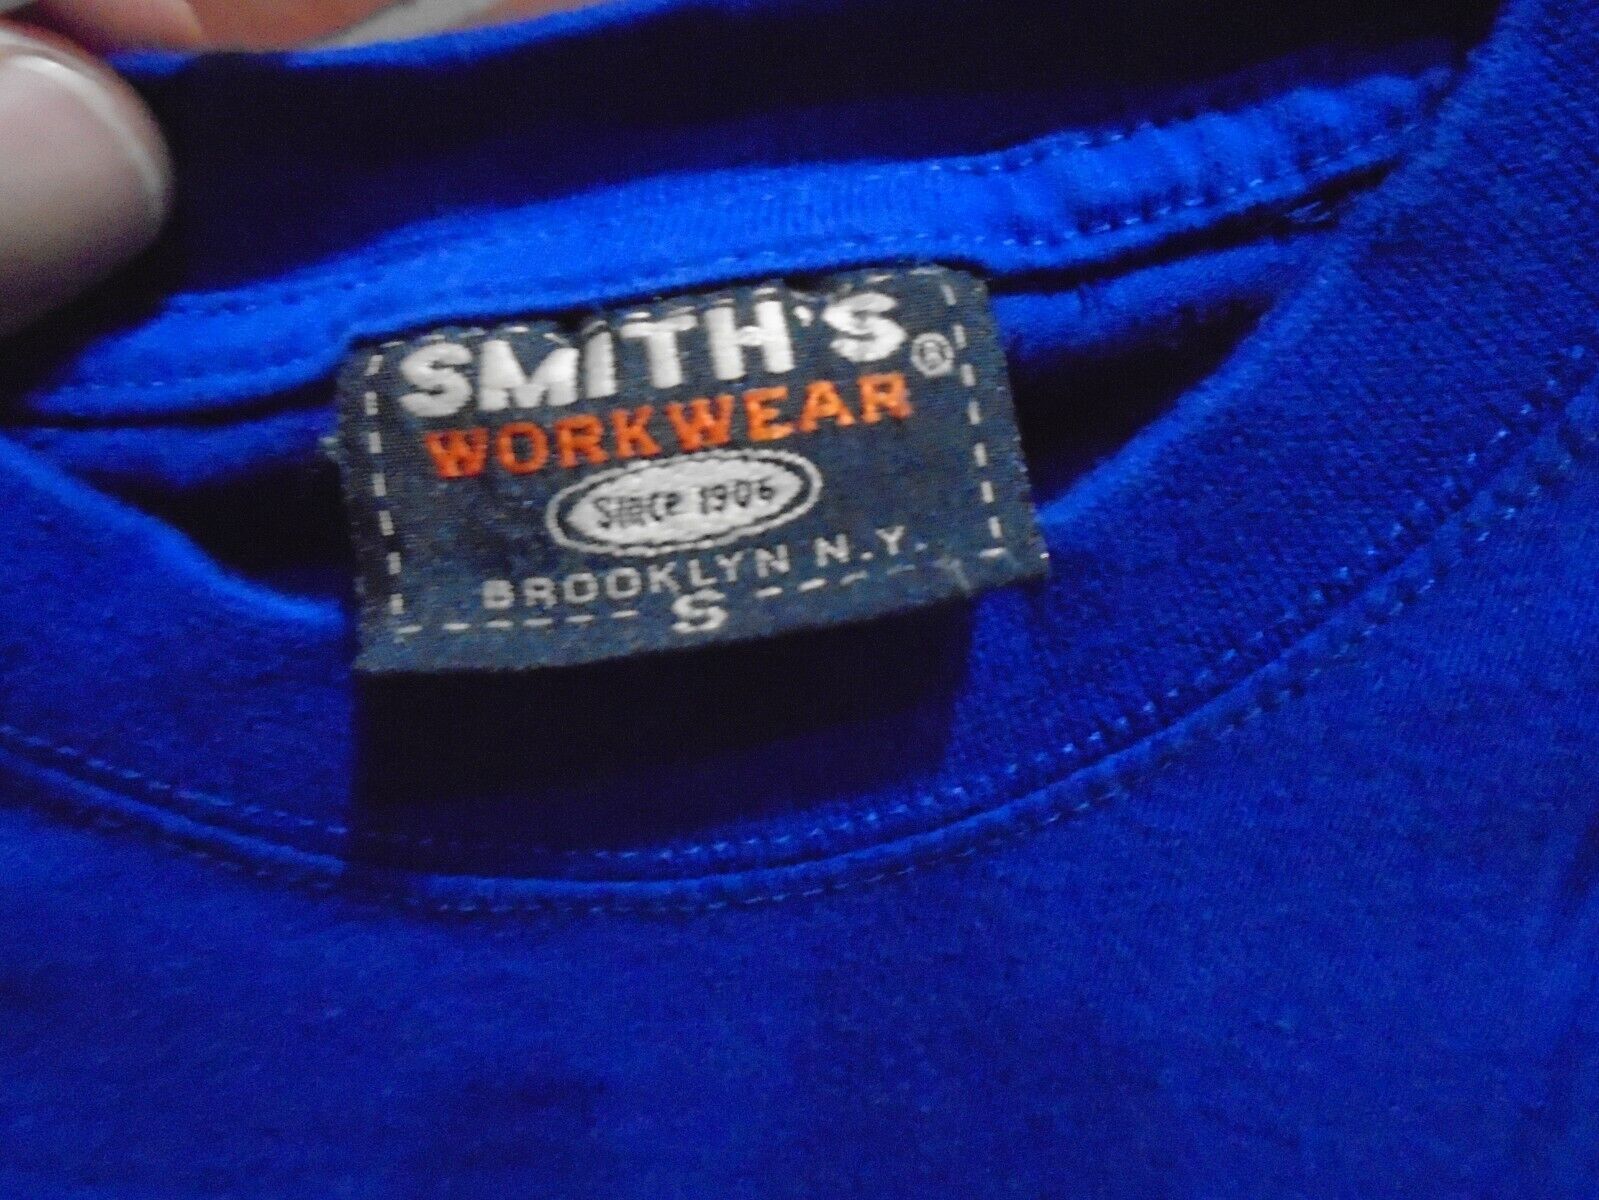 SMITH'S®
WORKWEAR
Since 1906
BROOKLYN N.Y.
S